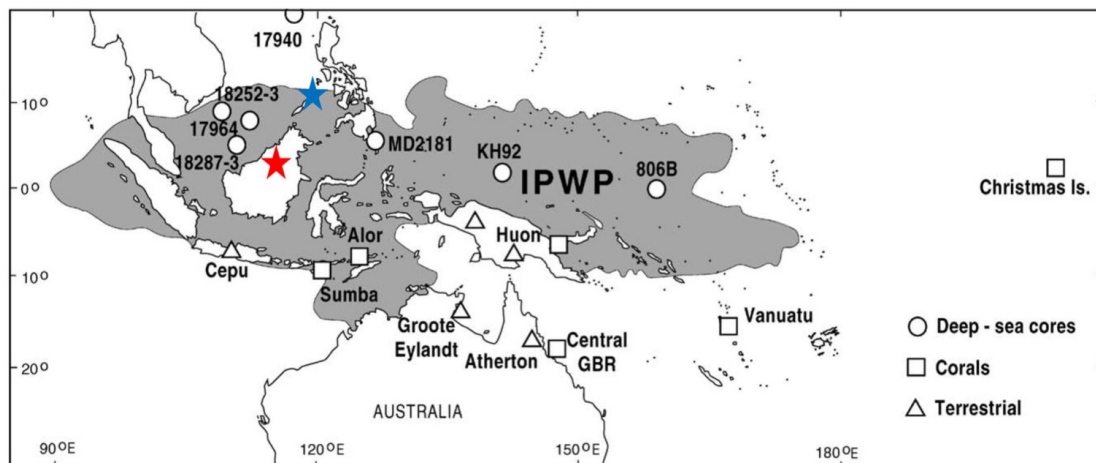 17940
10°
18252-3
17964
MD2181
18287-3
KH92
IPWP
806B
0°
Christmas Is.
Alor
Huon
Cepu
10°
Sumba
Vanuatu
Groote
Eylandt
Atherton
Central
GBR
20°
AUSTRALIA
Deep - sea cores
Corals
Terrestrial
90°E
120°E
150°E
180°E